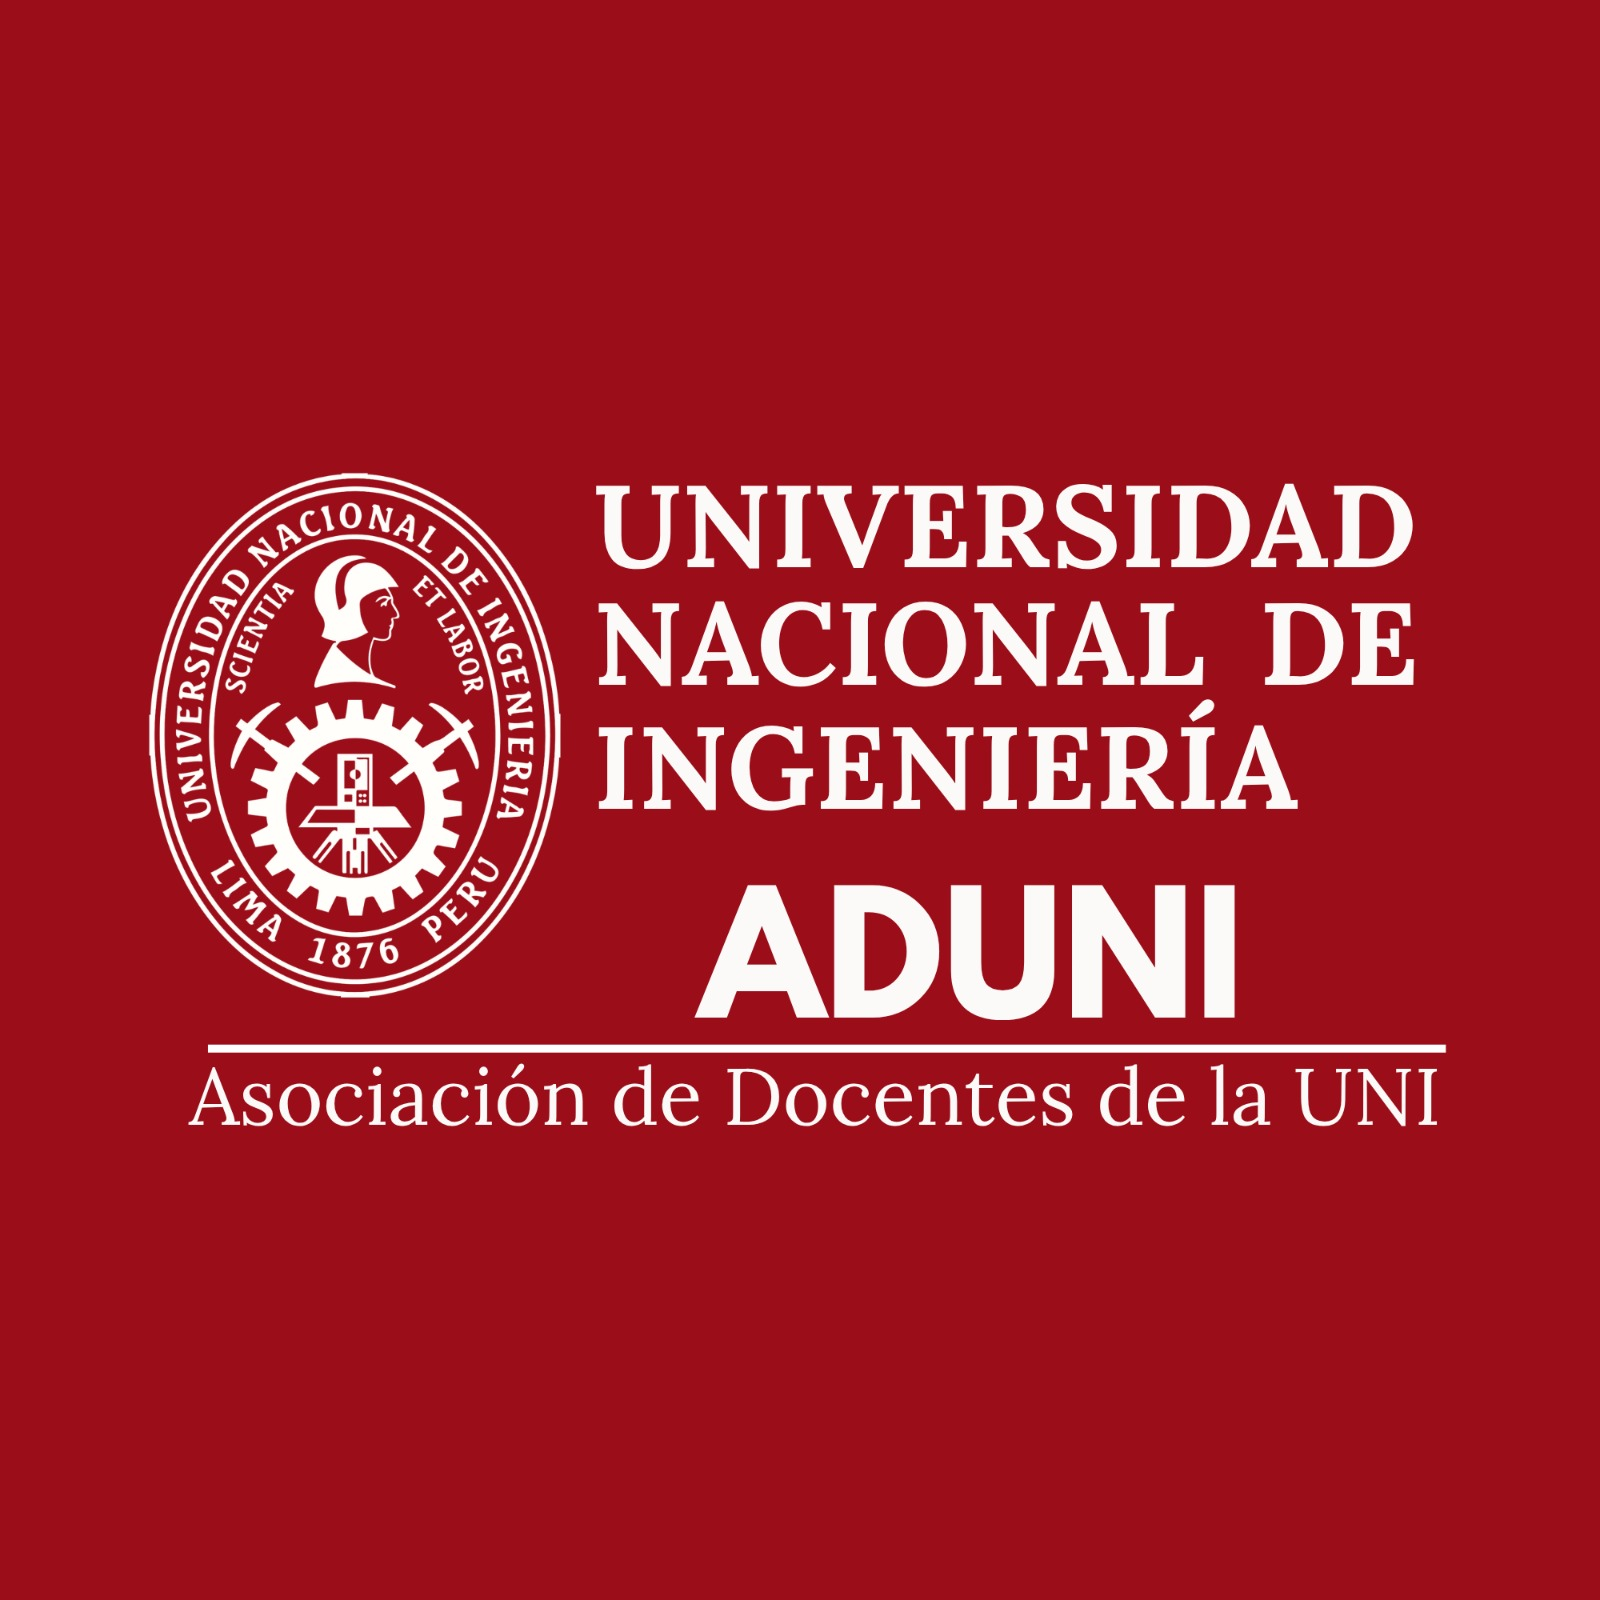 UNIVERSIDAD NACIONAL DE INGENIERIA
SCIENTIA ET LABOR
LIMA 1876 PERU
UNIVERSIDAD
NACIONAL DE
INGENIERÍA
ADUNI
Asociación de Docentes de la UNI